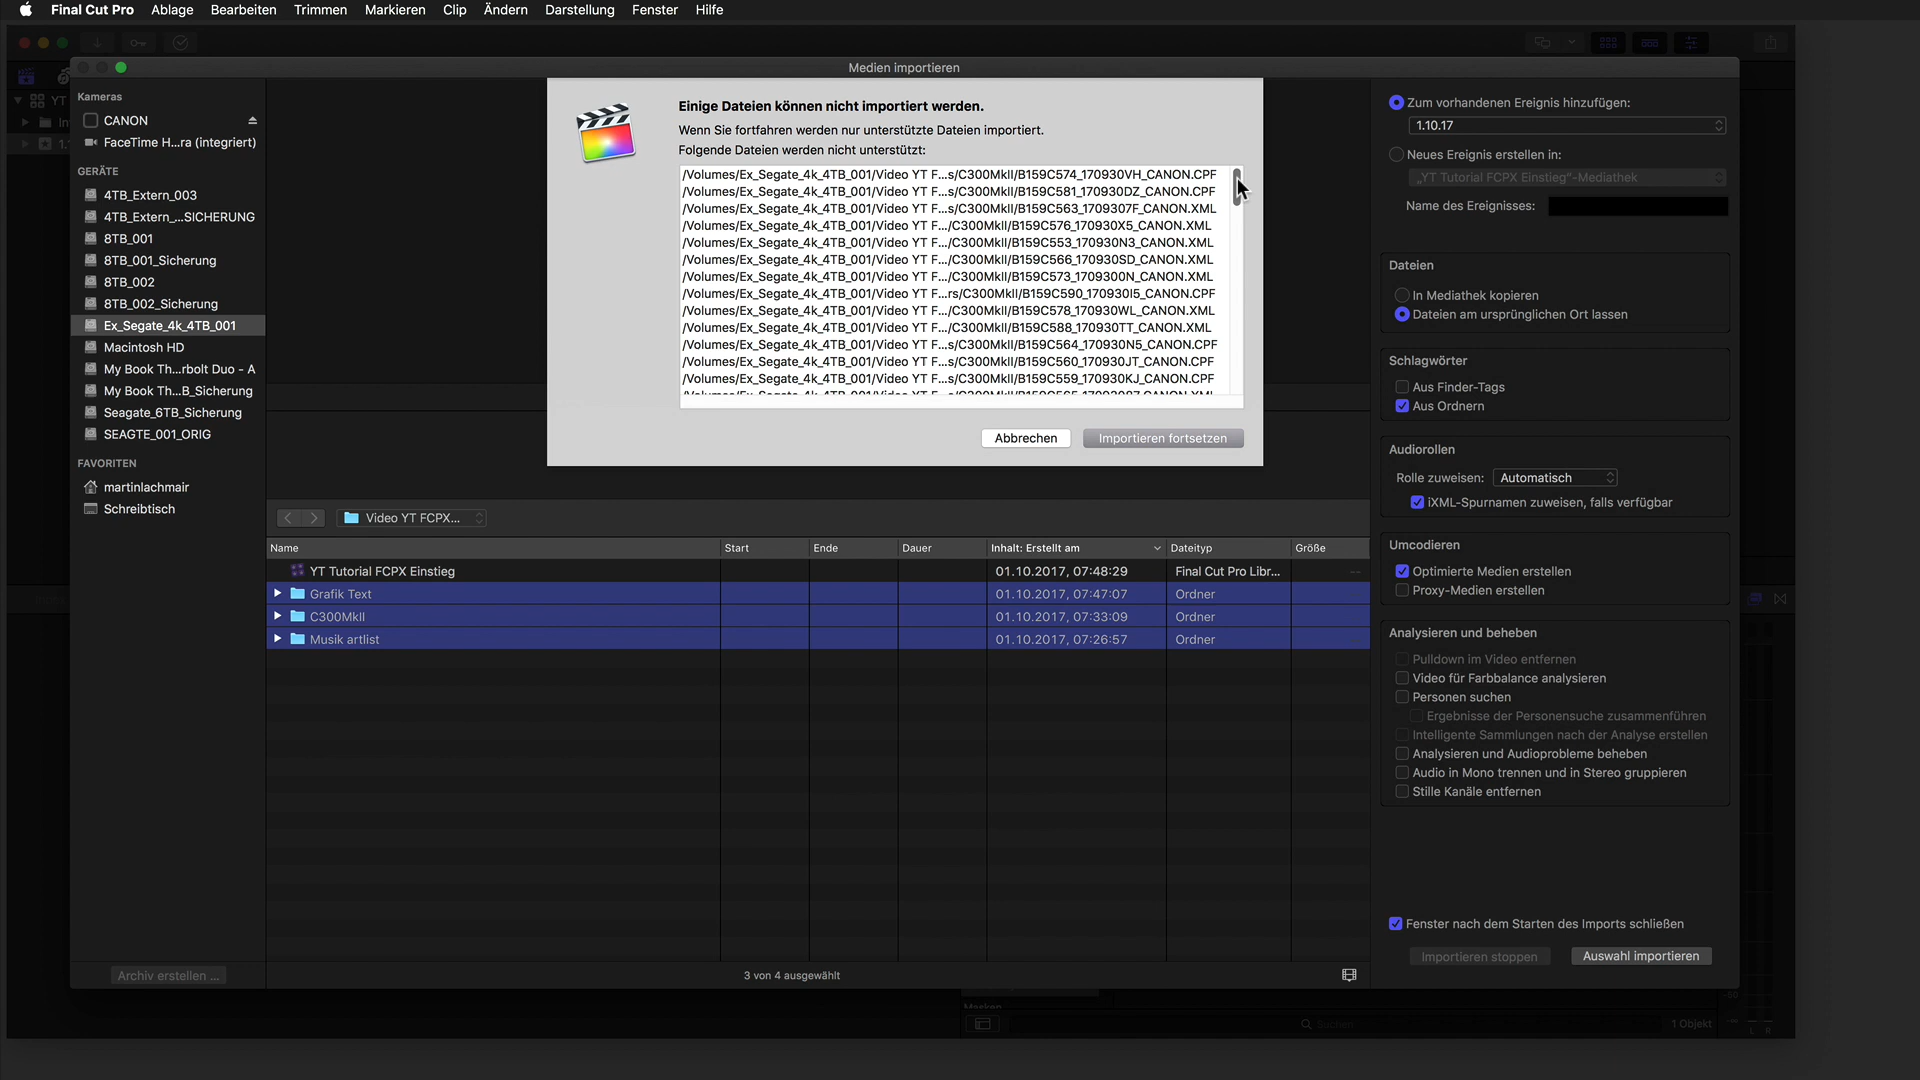 Final Cut Pro Ablage Bearbeiten Trimmen Markieren Clip Ändern Darstellung Fenster Hilfe
Medien importieren
Kameras
CANON
FaceTime H...ra (integriert)
GERÄTE
4TB_Extern_003
4TB_Extern_...SICHERUNG
8TB_001
8TB_001_Sicherung
8TB_002
8TB_002_Sicherung
Ex_Segate_4k_4TB_001
Macintosh HD
My Book Th...rbolt Duo - A
My Book Th...B_Sicherung
Seagate_6TB_Sicherung
SEAGTE_001_ORIG
FAVORITEN
martinlachmair
Schreibtisch
Archiv erstellen ...
Einige Dateien können nicht importiert werden.
Wenn Sie fortfahren werden nur unterstützte Dateien importiert.
Folgende Dateien werden nicht unterstützt:
/Volumes/Ex_Segate_4k_4TB_001/Video YT F...s/C300MkII/B159C574_170930VH_CANON.CPF
/Volumes/Ex_Segate_4k_4TB_001/Video YT F...s/C300MkII/B159C581_170930DZ_CANON.CPF
/Volumes/Ex_Segate_4k_4TB_001/Video YT F...s/C300MkII/B159C563_1709307F_CANON.XML
/Volumes/Ex_Segate_4k_4TB_001/Video YT F.../C300MkII/B159C576_170930X5_CANON.XML
/Volumes/Ex_Segate_4k_4TB_001/Video YT F.../C300MkII/B159C553_170930N3_CANON.XML
/Volumes/Ex_Segate_4k_4TB_001/Video YT F.../C300MkII/B159C566_170930SD_CANON.XML
/Volumes/Ex_Segate_4k_4TB_001/Video YT F.../C300MkII/B159C573_1709300N_CANON.XML
/Volumes/Ex_Segate_4k_4TB_001/Video YT F...rs/C300MkII/B159C590_170930I5_CANON.CPF
/Volumes/Ex_Segate_4k_4TB_001/Video YT F.../C300MkII/B159C578_170930WL_CANON.XML
/Volumes/Ex_Segate_4k_4TB_001/Video YT F.../C300MkII/B159C588_170930TT_CANON.XML
/Volumes/Ex_Segate_4k_4TB_001/Video YT F...s/C300MkII/B159C564_170930N5_CANON.CPF
/Volumes/Ex_Segate_4k_4TB_001/Video YT F...s/C300MkII/B159C560_170930JT_CANON.CPF
/Volumes/Ex_Segate_4k_4TB_001/Video YT F...s/C300MkII/B159C559_170930KJ_CANON.CPF
Abbrechen Importieren fortsetzen
Video YT FCPX...
Name Start Ende Dauer Inhalt: Erstellt am Dateityp Größe
YT Tutorial FCPX Einstieg 01.10.2017, 07:48:29 Final Cut Pro Libr... --
Grafik Text 01.10.2017, 07:47:07 Ordner
C300MkII 01.10.2017, 07:33:09 Ordner
Musik artlist 01.10.2017, 07:26:57 Ordner
3 von 4 ausgewählt
Zum vorhandenen Ereignis hinzufügen:
1.10.17
Neues Ereignis erstellen in:
„YT Tutorial FCPX Einstieg"-Mediathek
Name des Ereignisses:
Dateien
In Mediathek kopieren
Dateien am ursprünglichen Ort lassen
Schlagwörter
Aus Finder-Tags
Aus Ordnern
Audiorollen
Rolle zuweisen: Automatisch
iXML-Spurnamen zuweisen, falls verfügbar
Umcodieren
Optimierte Medien erstellen
Proxy-Medien erstellen
Analysieren und beheben
Pulldown im Video entfernen
Video für Farbbalance analysieren
Personen suchen
Ergebnisse der Personensuche zusammenführen
Intelligente Sammlungen nach der Analyse erstellen
Analysieren und Audioprobleme beheben
Audio in Mono trennen und in Stereo gruppieren
Stille Kanäle entfernen
Fenster nach dem Starten des Imports schließen
Importieren stoppen Auswahl importieren
YT
Suchen
1 Objekt